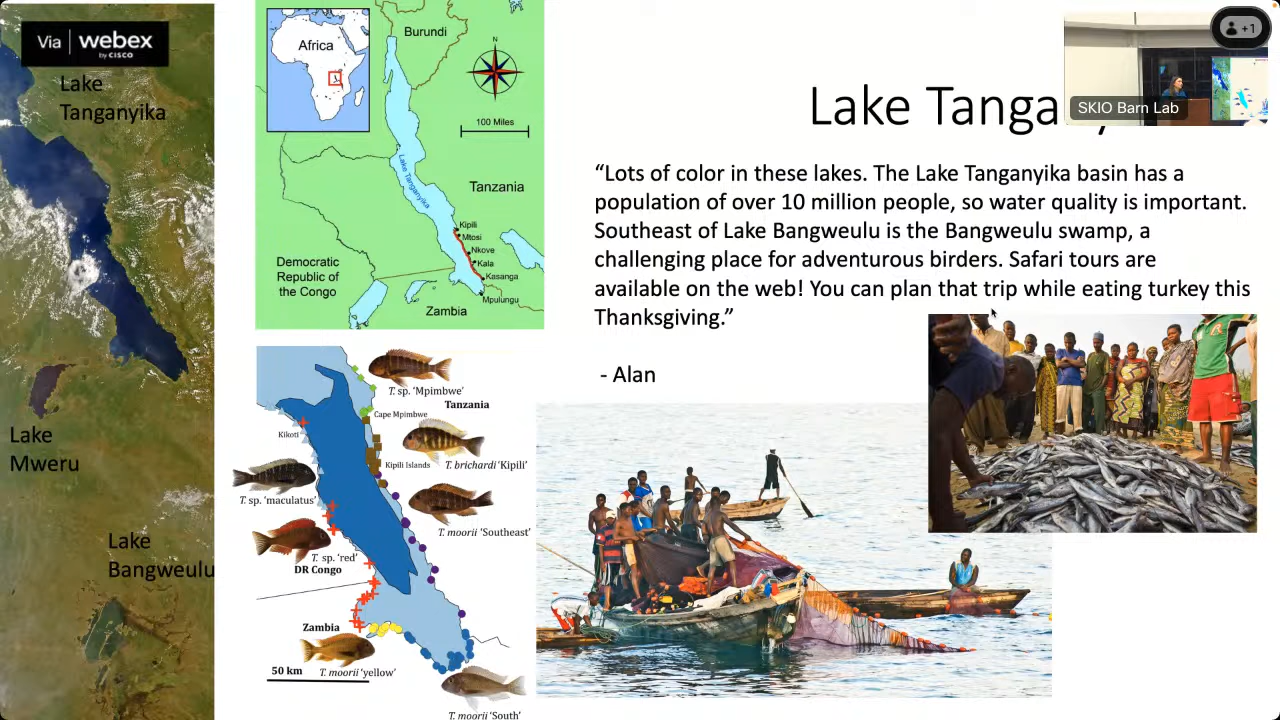 Via | webex
by CISCO
Lake
Tanganyika
Lake
Mweru
Lake
Bangweulu
Africa
Burundi
N
100 Miles
Lake Tanganyika
Tanzania
Kipili
Mtosi
Nkove
Kala
Kasanga
Mpulungu
Democratic
Republic of
the Congo
Zambia
T. sp. 'Mpimbwe'
Tanzania
Cape Mpimbwe
Kikoti
Kipili Islands
T. brichardi 'Kipili'
T. sp. 'maculatus'
T. moorii 'Southeast'
T. sp. 'red'
DR Congo
Zambia
50 km
T. moorii 'yellow'
T. moorii 'South'
Lake Tanga
“Lots of color in these lakes. The Lake Tanganyika basin has a
population of over 10 million people, so water quality is important.
Southeast of Lake Bangweulu is the Bangweulu swamp, a
challenging place for adventurous birders. Safari tours are
available on the web! You can plan that trip while eating turkey this
Thanksgiving.”
- Alan
+1
SKIO Barn Lab